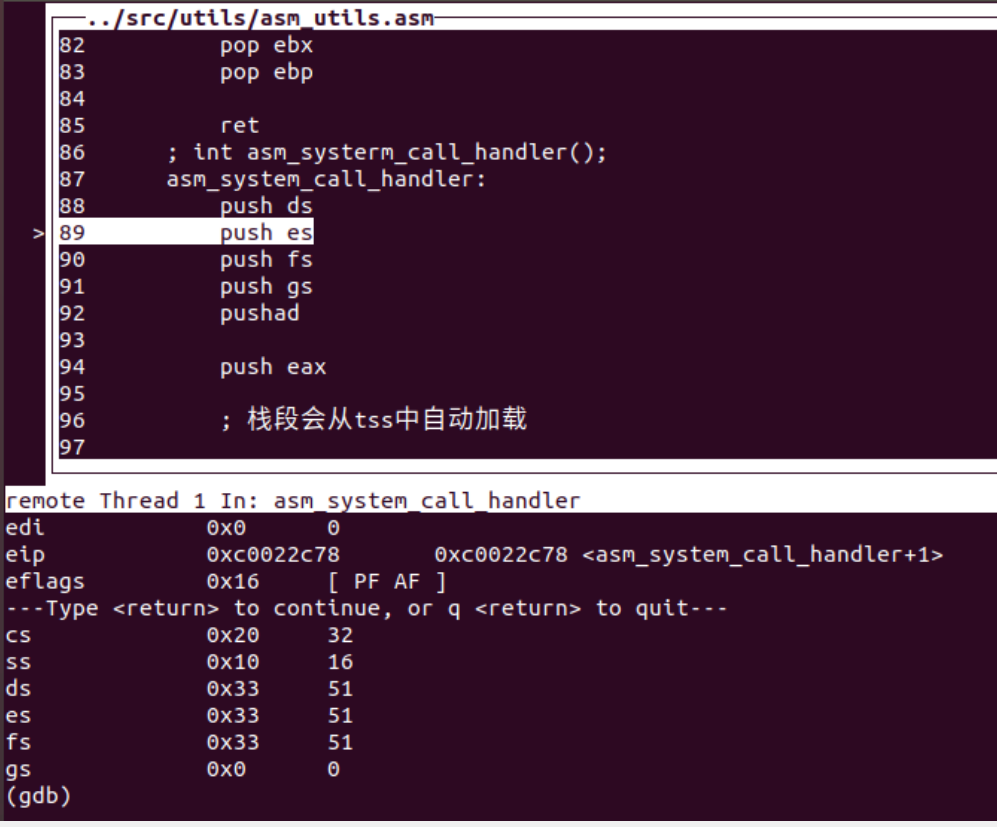 ../src/utils/asm_utils.asm
82 pop ebx
83 pop ebp
84
85 ret
86 ; int asm_systerm_call_handler();
87 asm_system_call_handler:
88 push ds
> 89 push es
90 push fs
91 push gs
92 pushad
93
94 push eax
95
96 ; 栈段会从tss中自动加载
97
remote Thread 1 In: asm_system_call_handler
edi 0x0 0
eip 0xc0022c78 0xc0022c78 <asm_system_call_handler+1>
eflags 0x16 [ PF AF ]
---Type <return> to continue, or q <return> to quit---
cs 0x20 32
ss 0x10 16
ds 0x33 51
es 0x33 51
fs 0x33 51
gs 0x0 0
(gdb)